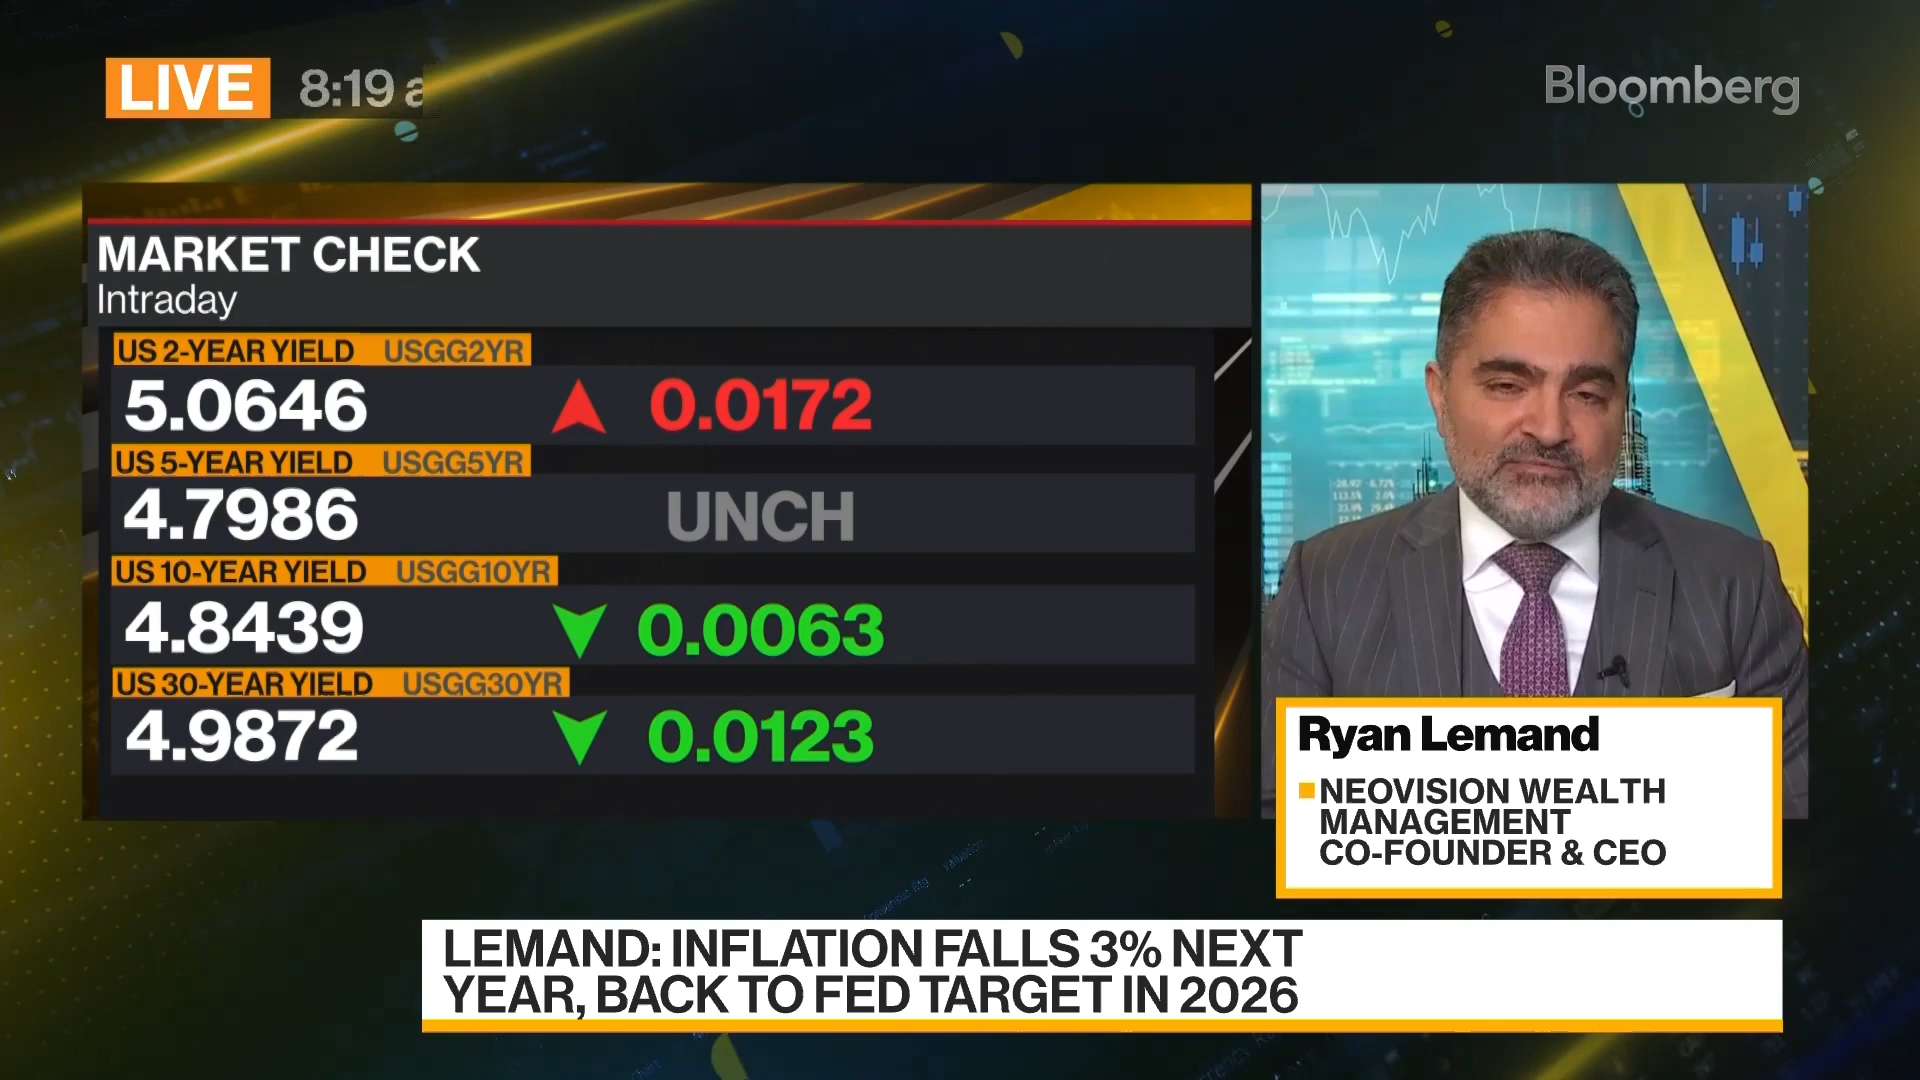 LIVE 8:19 a
Bloomberg
MARKET CHECK
Intraday
US 2-YEAR YIELD USGG2YR
5.0646 0.0172
US 5-YEAR YIELD USGG5YR
4.7986 UNCH
US 10-YEAR YIELD USGG10YR
4.8439 0.0063
US 30-YEAR YIELD USGG30YR
4.9872 0.0123
Ryan Lemand
NEOVISION WEALTH
MANAGEMENT
CO-FOUNDER & CEO
LEMAND: INFLATION FALLS 3% NEXT
YEAR, BACK TO FED TARGET IN 2026